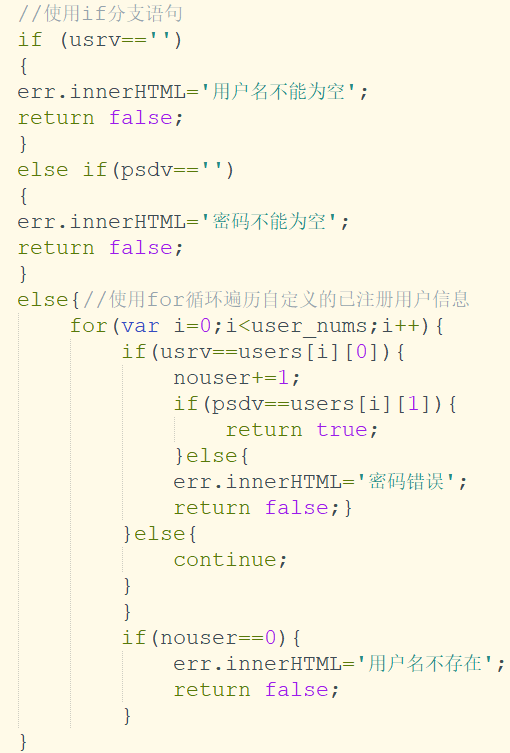 //使用if分支语句
if (usrv=='')
{
err.innerHTML='用户名不能为空';
return false;
}
else if(psdv=='')
{
err.innerHTML='密码不能为空';
return false;
}
else{//使用for循环遍历自定义的已注册用户信息
    for(var i=0;i<user_nums;i++){
        if(usrv==users[i][0]){
            nouser+=1;
            if(psdv==users[i][1]){
                return true;
            }else{
            err.innerHTML='密码错误';
            return false;}
        }else{
            continue;
        }
        }
        if(nouser==0){
            err.innerHTML='用户名不存在';
            return false;
        }
}